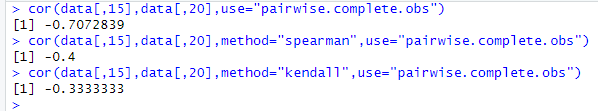 > cor(data[,15],data[,20],use="pairwise.complete.obs")
[1] -0.7072839
> cor(data[,15],data[,20],method="spearman",use="pairwise.complete.obs")
[1] -0.4
> cor(data[,15],data[,20],method="kendall",use="pairwise.complete.obs")
[1] -0.3333333
>